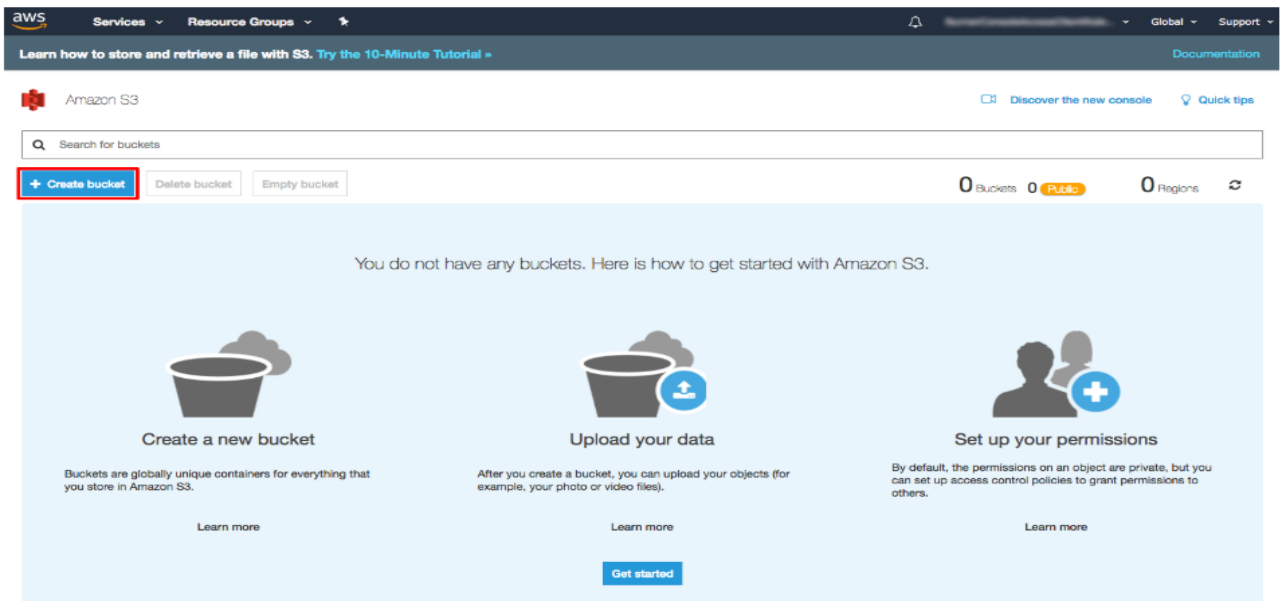 aws Services Resource Groups Global Support
Learn how to store and retrieve a file with S3. Try the 10-Minute Tutorial » Documentation
Amazon S3 Discover the new console Quick tips
Search for buckets
+ Create bucket Delete bucket Empty bucket 0 Buckets 0 Public 0 Regions
You do not have any buckets. Here is how to get started with Amazon S3.
Create a new bucket
Buckets are globally unique containers for everything that
you store in Amazon S3.
Learn more
Upload your data
After you create a bucket, you can upload your objects (for
example, your photo or video files).
Learn more
Set up your permissions
By default, the permissions on an object are private, but you
can set up access control policies to grant permissions to
others.
Learn more
Get started